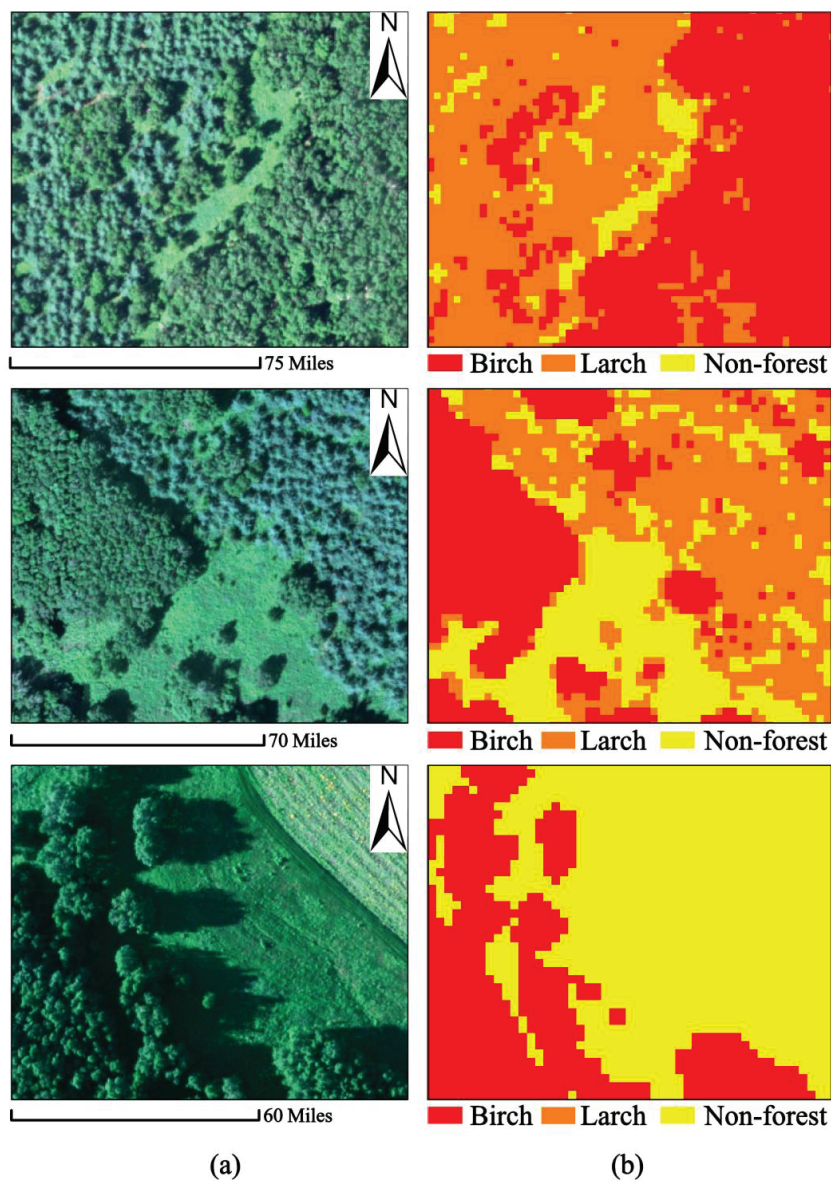 N
75 Miles
Birch Larch Non-forest
N
70 Miles
Birch Larch Non-forest
N
60 Miles
Birch Larch Non-forest
(a) (b)